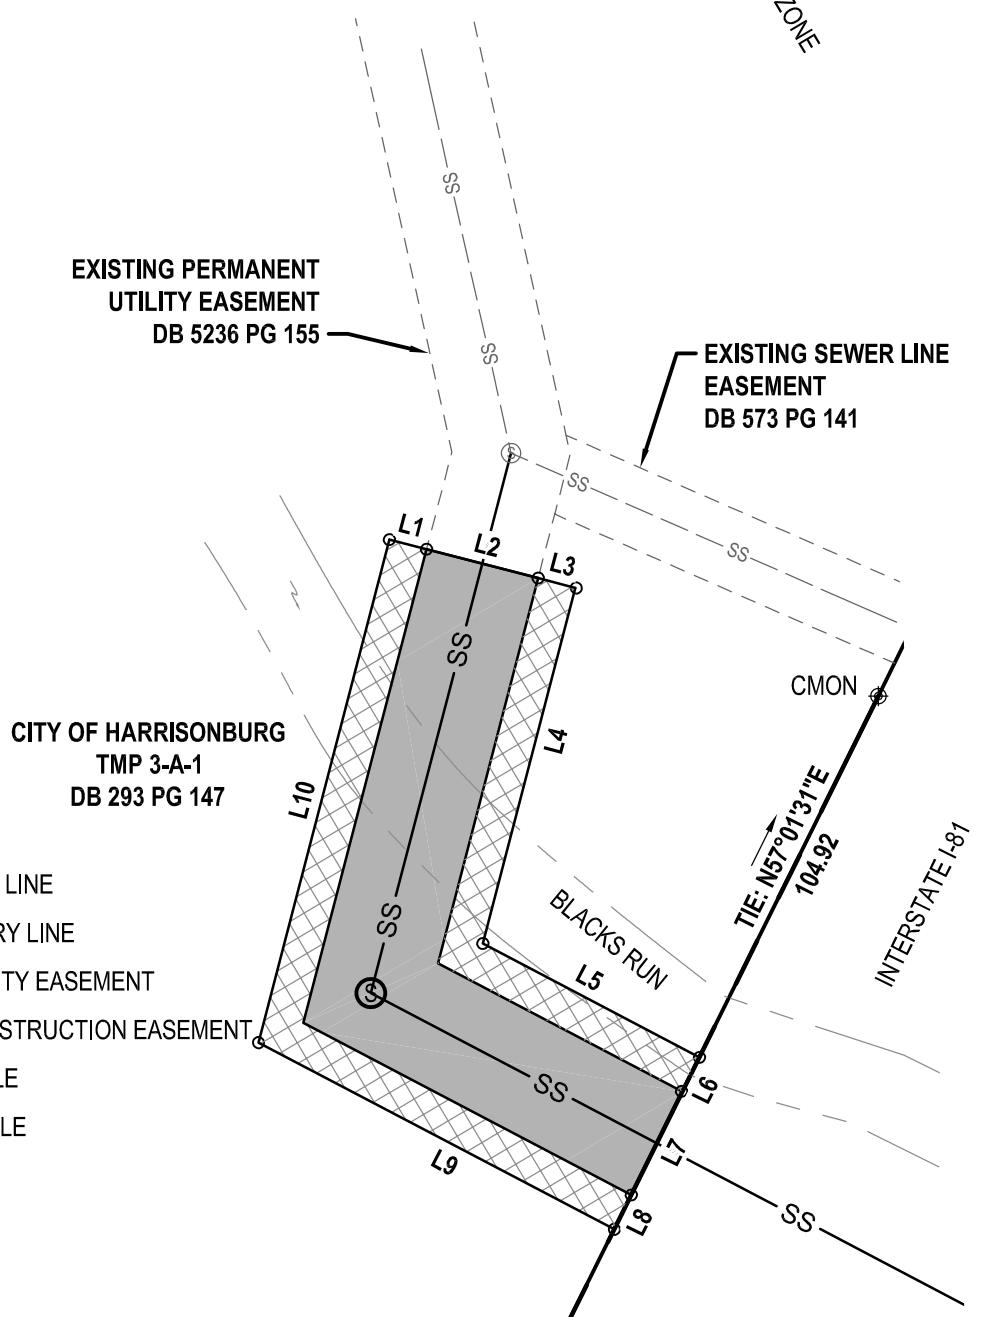 ZONE
SS
EXISTING PERMANENT
UTILITY EASEMENT
DB 5236 PG 155
SS
EXISTING SEWER LINE
EASEMENT
DB 573 PG 141
S
SS
SS
L1
L2
L3
SS
CMON
L4
CITY OF HARRISONBURG
TMP 3-A-1
DB 293 PG 147
L10
TIE: N57°01'31"E
104.92
INTERSTATE I-81
LINE
RY LINE
TY EASEMENT
STRUCTION EASEMENT
LE
LE
SS
BLACKS RUN
L5
S
SS
L6
L7
L8
L9
SS